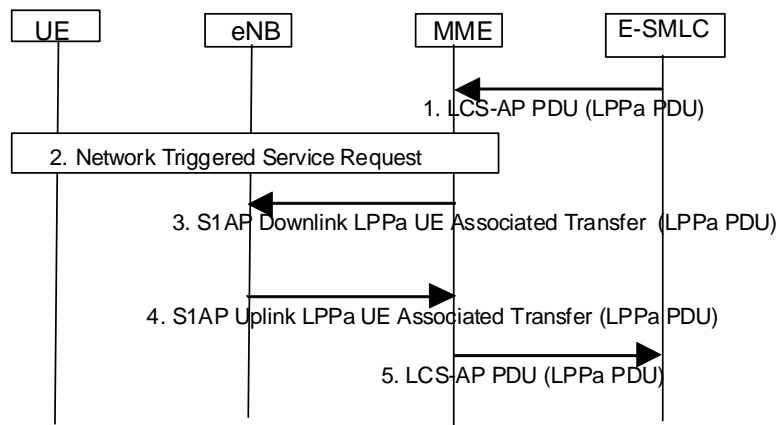 UE eNB MME E-SMLC
1. LCS-AP PDU (LPPa PDU)
2. Network Triggered Service Request
3. S1AP Downlink LPPa UE Associated Transfer (LPPa PDU)
4. S1AP Uplink LPPa UE Associated Transfer (LPPa PDU)
5. LCS-AP PDU (LPPa PDU)